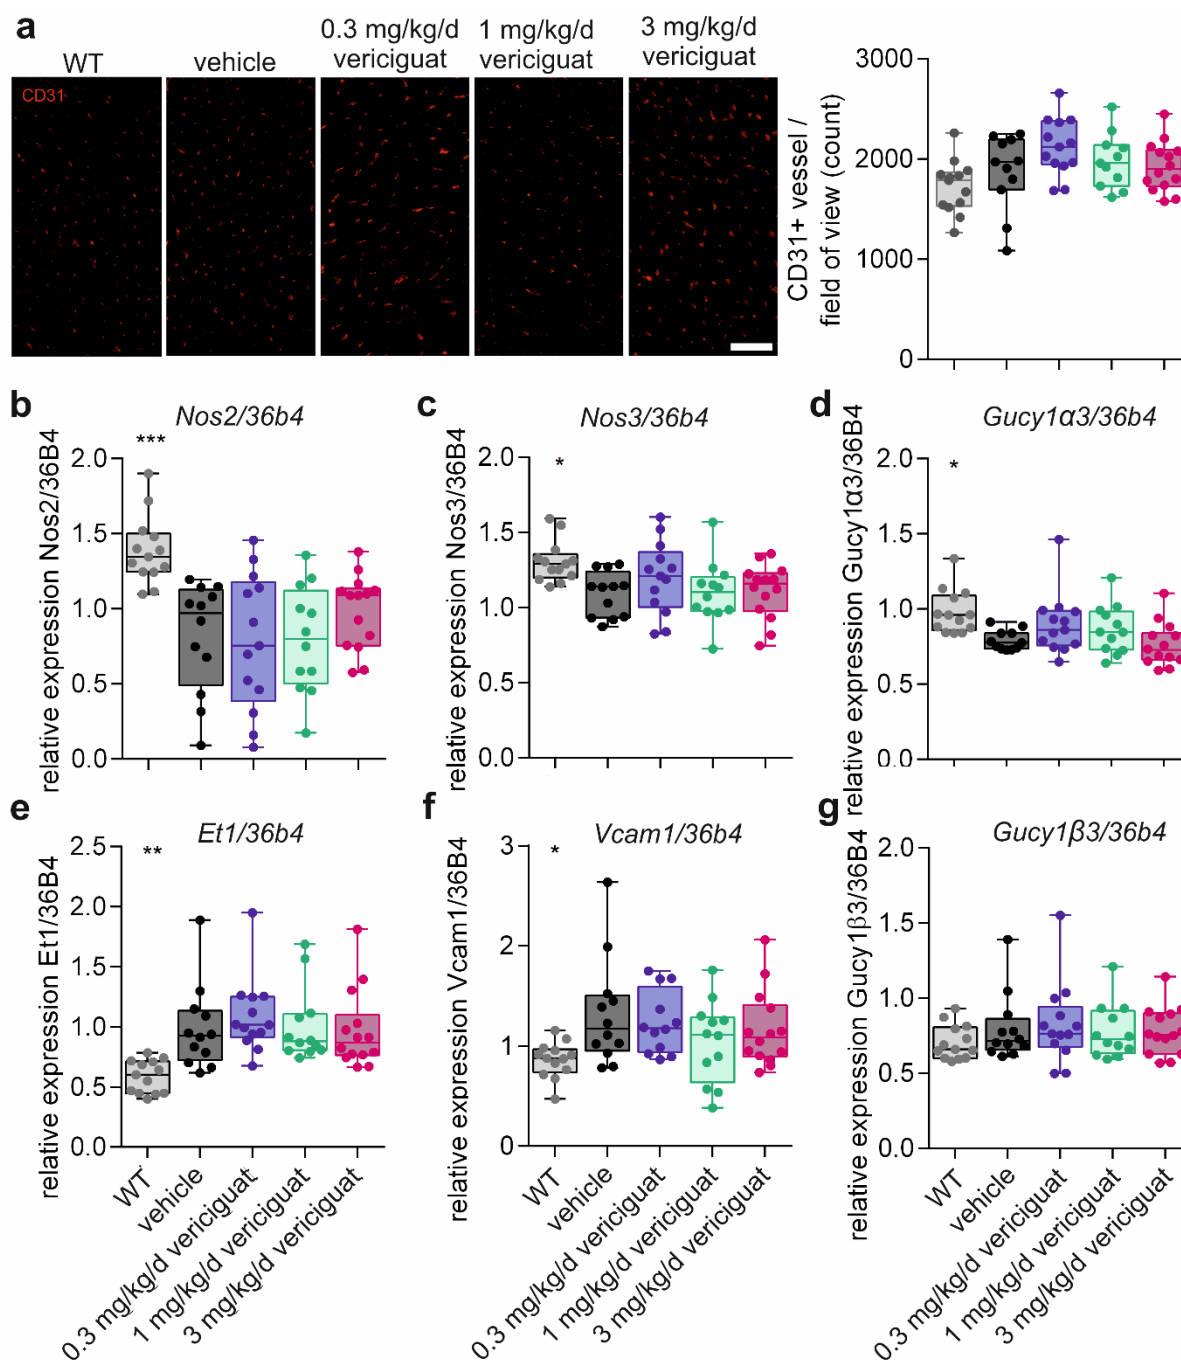 a
WT
vehicle
0.3 mg/kg/d
vericiguat
1 mg/kg/d
vericiguat
3 mg/kg/d
vericiguat
CD31
CD31+ vessel /
field of view (count)
3000
2000
1000
0
b
Nos2/36b4
***
relative expression Nos2/36B4
2.0
1.5
1.0
0.5
0.0
c
Nos3/36b4
*
relative expression Nos3/36B4
2.0
1.5
1.0
0.5
0.0
d
Gucy1α3/36b4
*
relative expression Gucy1α3/36B4
2.0
1.5
1.0
0.5
0.0
e
Et1/36b4
**
relative expression Et1/36B4
2.5
2.0
1.5
1.0
0.5
0.0
WT
vehicle
0.3 mg/kg/d vericiguat
1 mg/kg/d vericiguat
3 mg/kg/d vericiguat
f
Vcam1/36b4
*
relative expression Vcam1/36B4
3
2
1
0
WT
vehicle
0.3 mg/kg/d vericiguat
1 mg/kg/d vericiguat
3 mg/kg/d vericiguat
g
Gucy1β3/36b4
relative expression Gucy1β3/36B4
2.0
1.5
1.0
0.5
0.0
WT
vehicle
0.3 mg/kg/d vericiguat
1 mg/kg/d vericiguat
3 mg/kg/d vericiguat